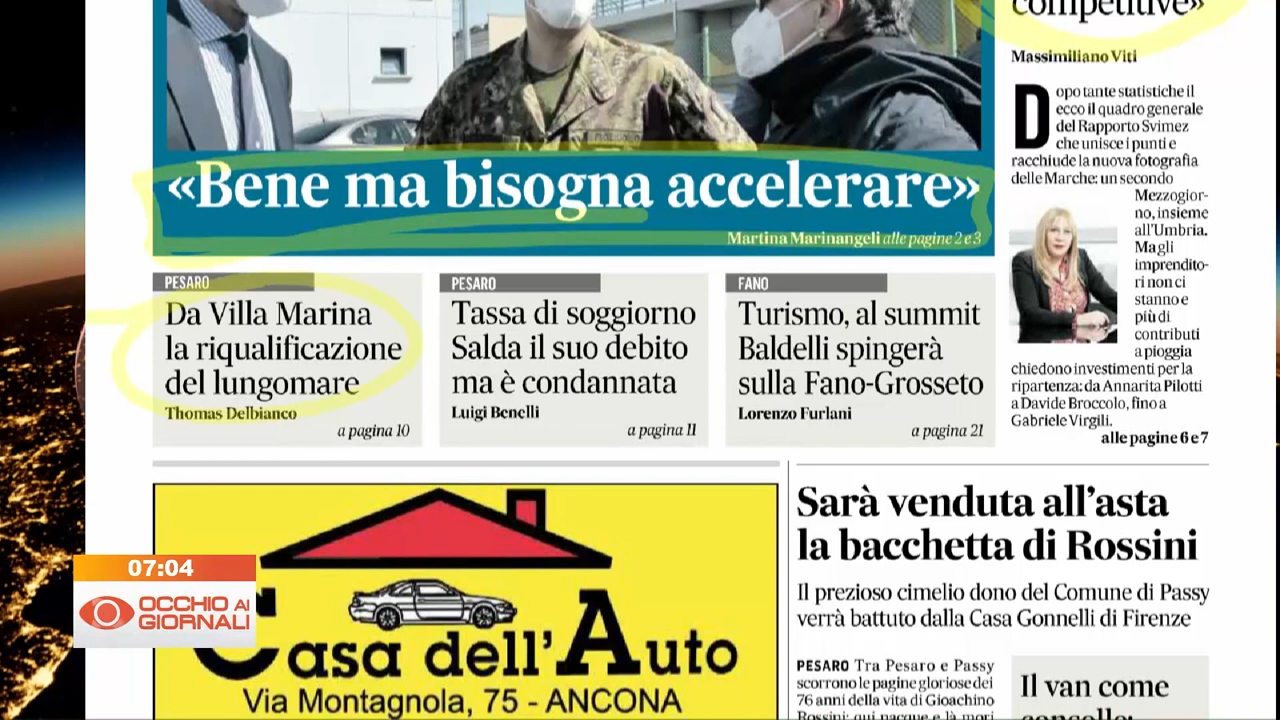 competitive»
Massimiliano Viti
Dopo tante statistiche il
ecco il quadro generale
del Rapporto Svimez
che unisce i punti e
racchiude la nuova fotografia
delle Marche: un secondo
Mezzogior-
no, insieme
all'Umbria.
Ma gli
imprendito-
ri non ci
stanno e
più di
contributi
a pioggia
chiedono investimenti per la
ripartenza: da Annarita Pilotti
a Davide Broccolo, fino a
Gabriele Virgili.
alle pagine 6 e 7
«Bene ma bisogna accelerare»
Martina Marinangeli alle pagine 2 e 3
PESARO
Da Villa Marina
la riqualificazione
del lungomare
Thomas Delbianco
a pagina 10
PESARO
Tassa di soggiorno
Salda il suo debito
ma è condannata
Luigi Benelli
a pagina 11
FANO
Turismo, al summit
Baldelli spingerà
sulla Fano-Grosseto
Lorenzo Furlani
a pagina 21
Casa dell'Auto
Via Montagnola, 75 - ANCONA
Sarà venduta all'asta
la bacchetta di Rossini
Il prezioso cimelio dono del Comune di Passy
verrà battuto dalla Casa Gonnelli di Firenze
PESARO Tra Pesaro e Passy
scorrono le pagine gloriose dei
76 anni della vita di Gioachino
Rossini: qui nacque e là morì
Il van come
07:04
OCCHIO AI
GIORNALI